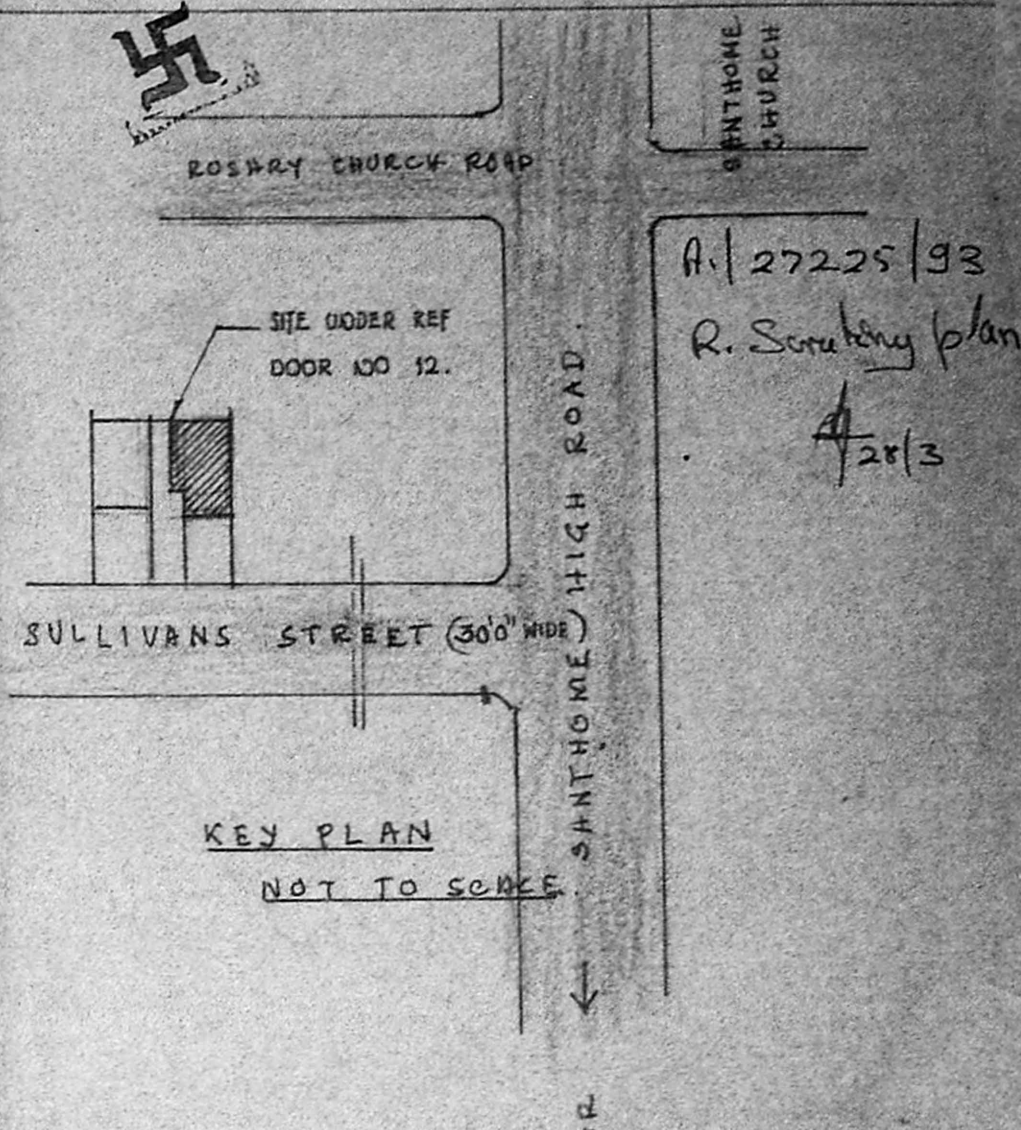 SANTHOME
CHURCH
ROSARY CHURCH ROAD
A./27225/93
R. Scrutiny plan
28/3
SITE UNDER REF
DOOR NO 12.
SANTHOME HIGH ROAD.
SULLIVANS STREET (30'0" WIDE)
KEY PLAN
NOT TO SCALE